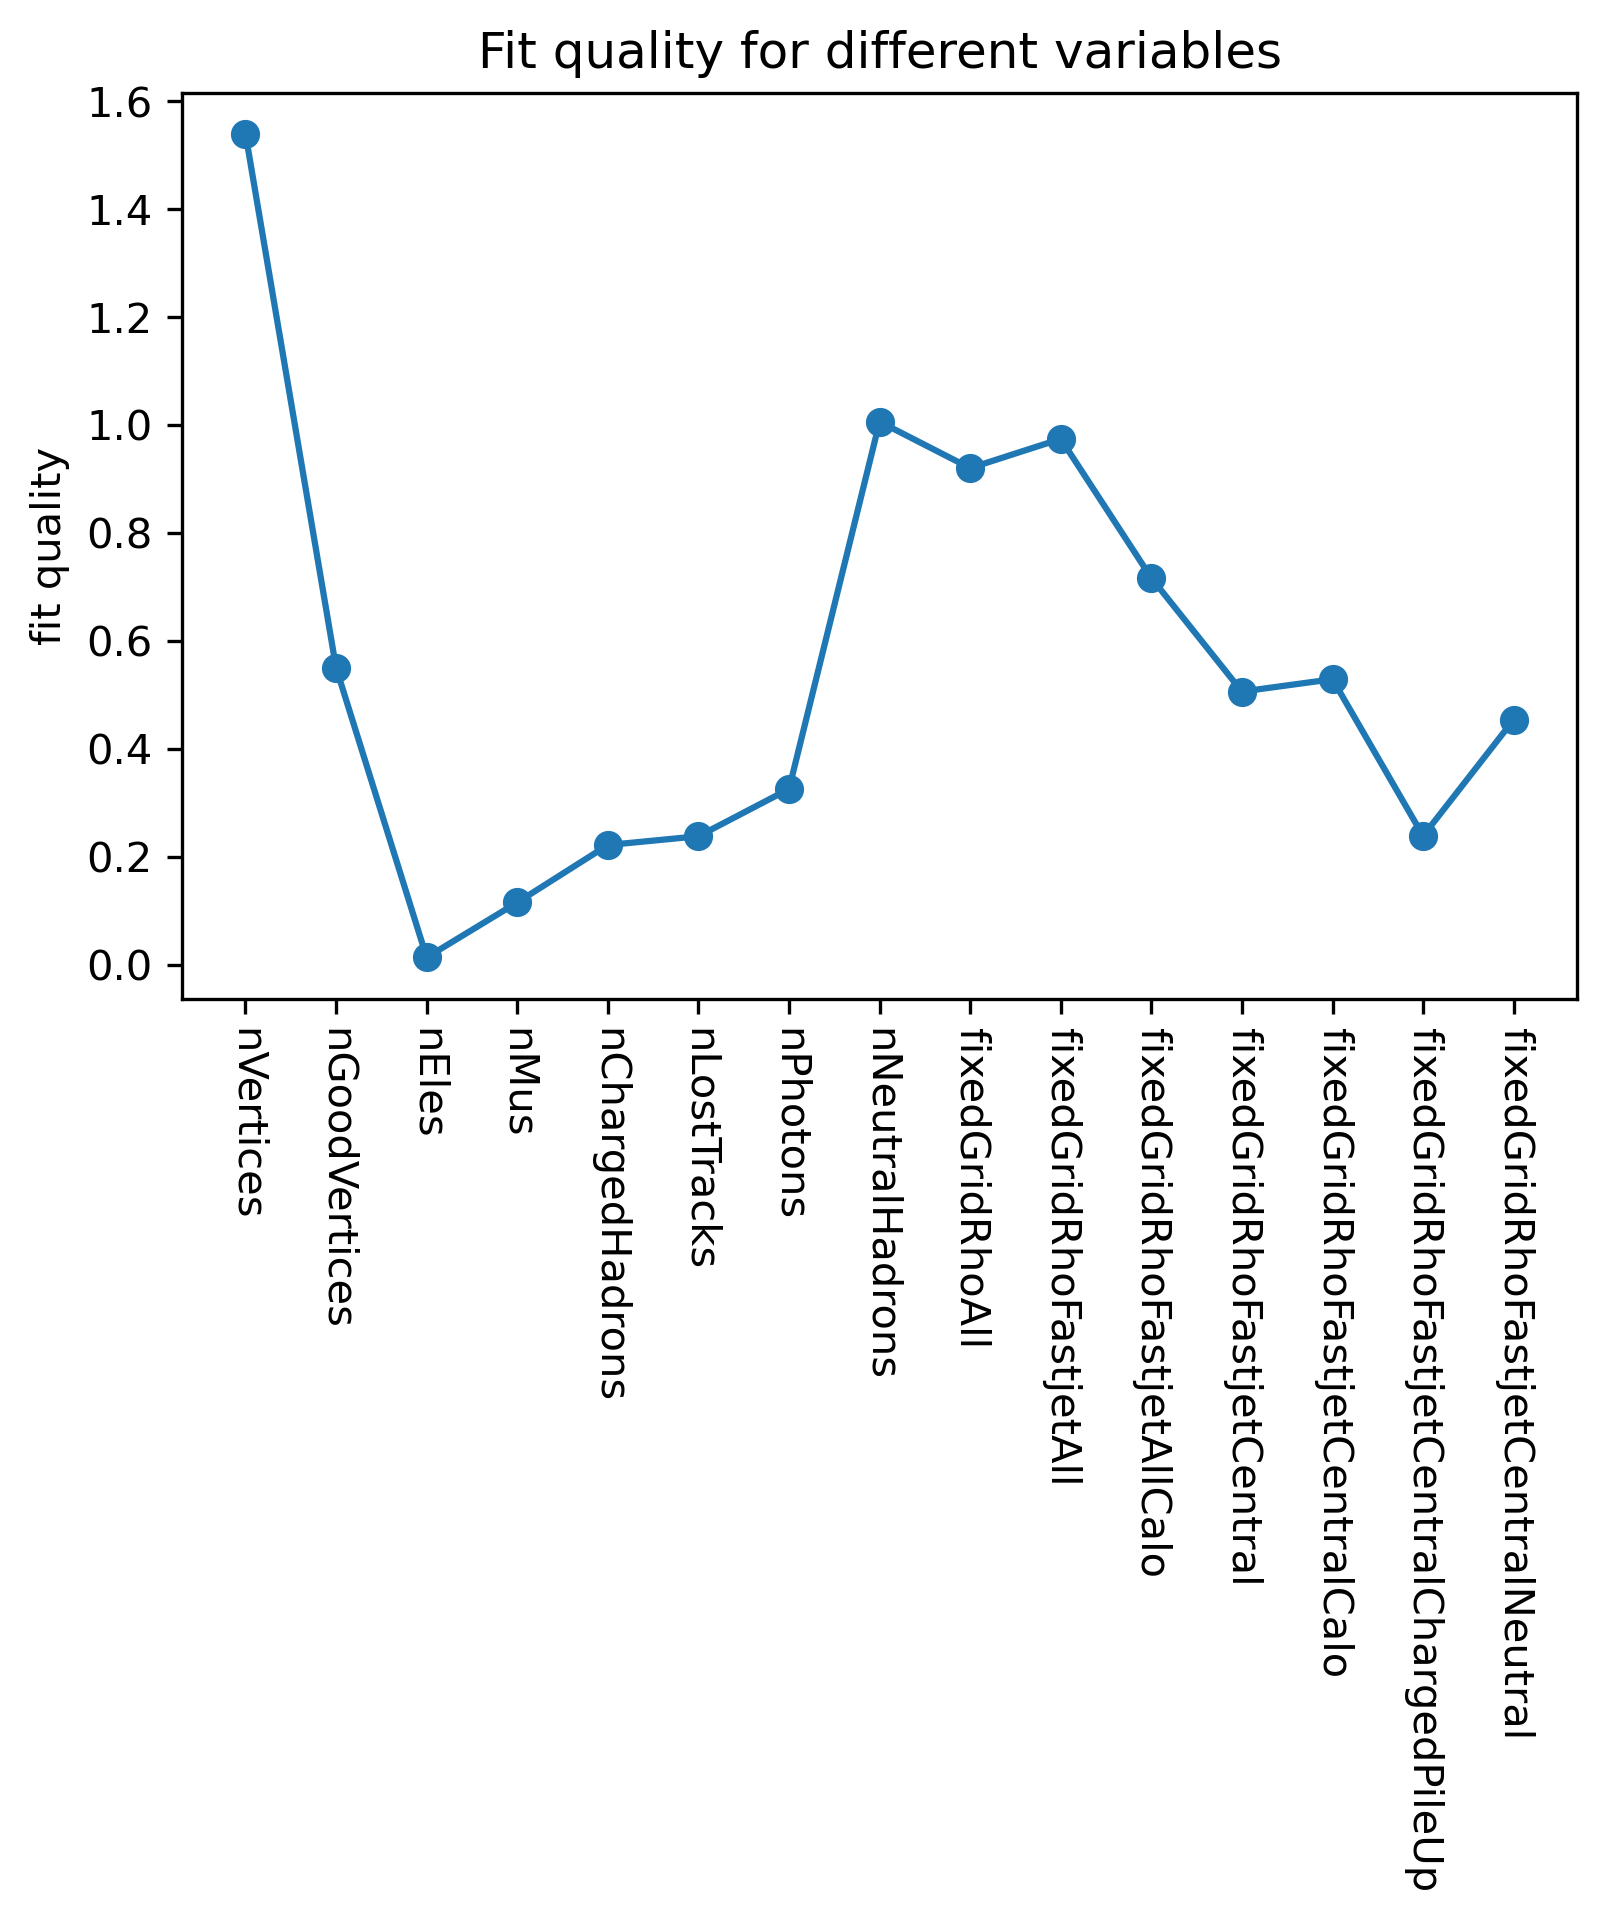 Fit quality for different variables
fit quality
1.6
1.4
1.2
1.0
0.8
0.6
0.4
0.2
0.0
nVertices
nGoodVertices
nEles
nMus
nChargedHadrons
nLostTracks
nPhotons
nNeutralHadrons
fixedGridRhoAll
fixedGridRhoFastjetAll
fixedGridRhoFastjetAllCalo
fixedGridRhoFastjetCentral
fixedGridRhoFastjetCentralCalo
fixedGridRhoFastjetCentralChargedPileUp
fixedGridRhoFastjetCentralNeutral